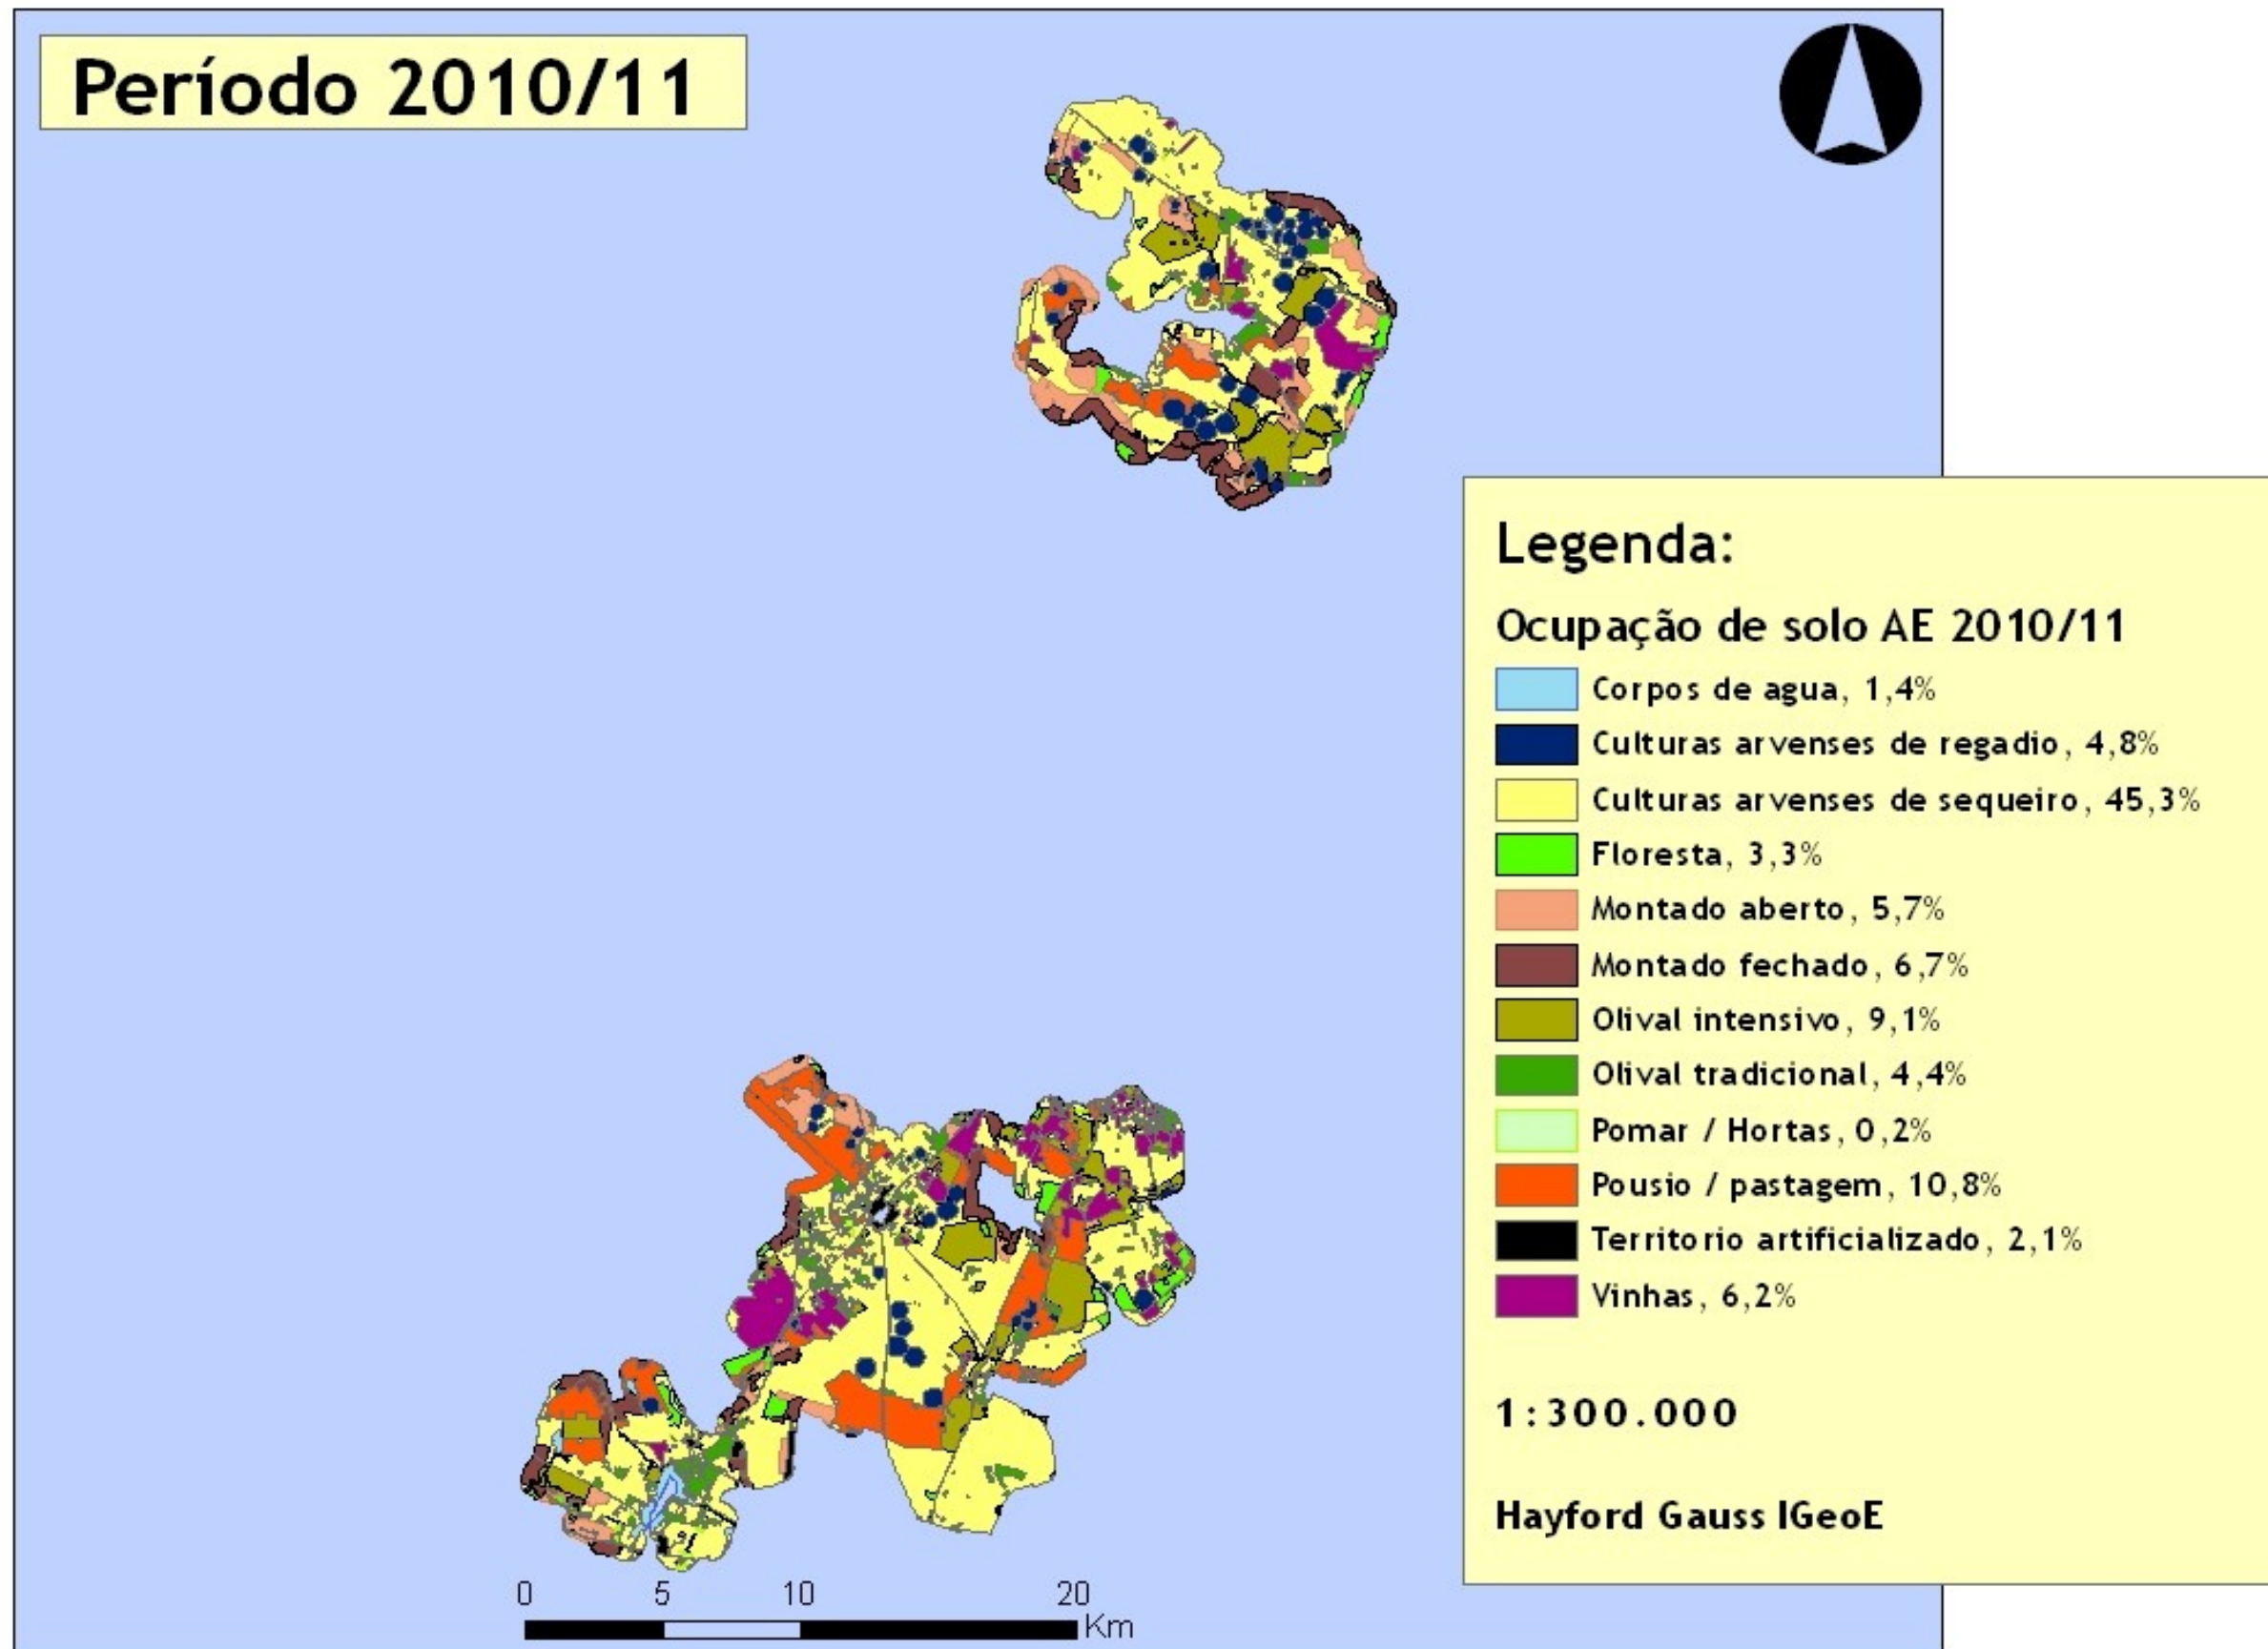 Período 2010/11
Legenda:
Ocupação de solo AE 2010/11
Corpos de agua, 1,4%
Culturas arvenses de regadio, 4,8%
Culturas arvenses de sequeiro, 45,3%
Floresta, 3,3%
Montado aberto, 5,7%
Montado fechado, 6,7%
Olival intensivo, 9,1%
Olival tradicional, 4,4%
Pomar / Hortas, 0,2%
Pousio / pastagem, 10,8%
Territorio artificializado, 2,1%
Vinhas, 6,2%
1:300.000
Hayford Gauss IGeoE
0 5 10 20
Km